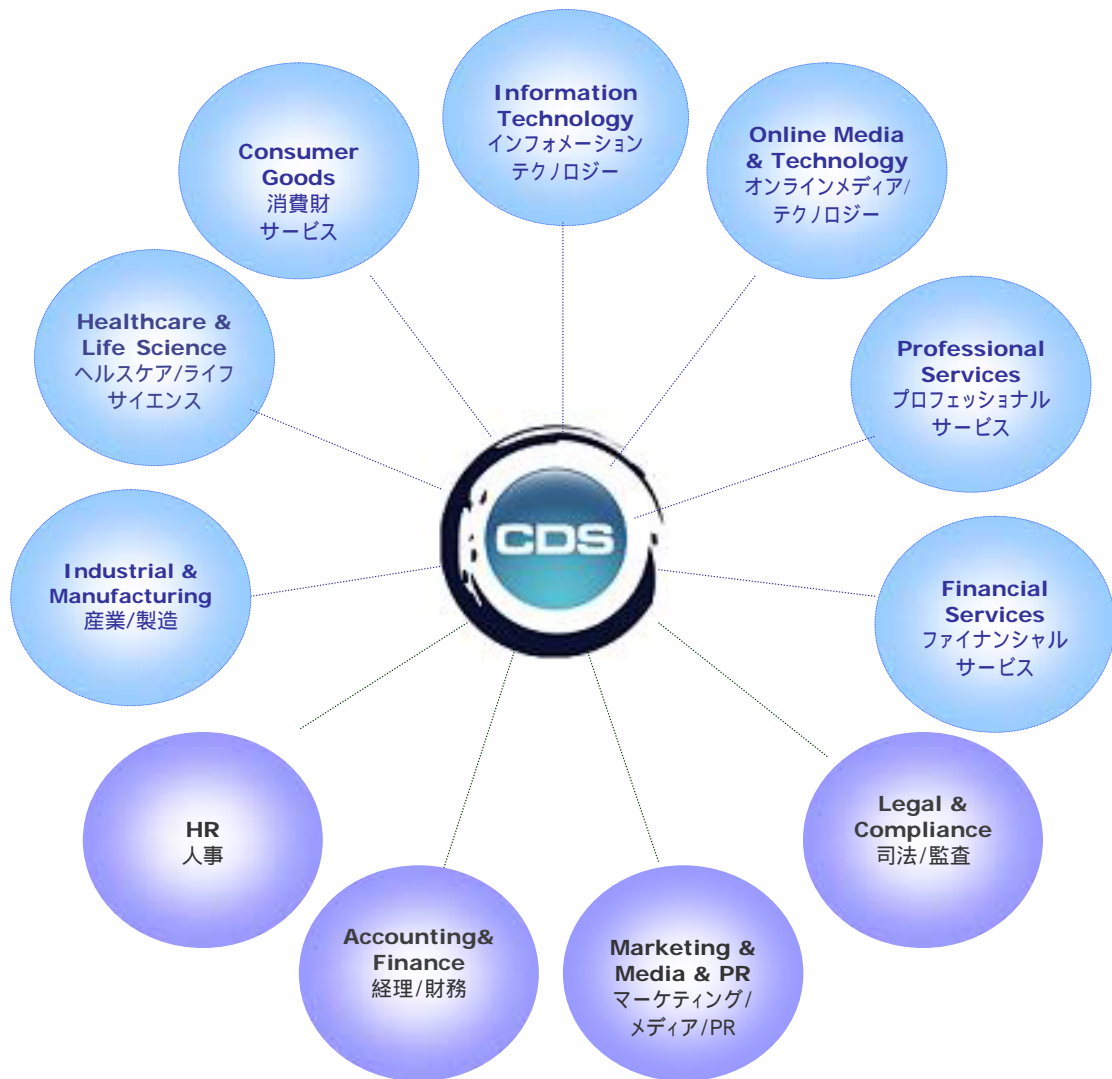 Information
Technology
インフォメーション
テクノロジー
Online Media
& Technology
オンラインメディア/
テクノロジー
Consumer
Goods
消費財
サービス
Healthcare &
Life Science
ヘルスケア/ライフ
サイエンス
Professional
Services
プロフェッショナル
サービス
CDS
Industrial &
Manufacturing
産業/製造
Financial
Services
ファイナンシャル
サービス
HR
人事
Legal &
Compliance
司法/監査
Accounting&
Finance
経理/財務
Marketing &
Media & PR
マーケティング/
メディア/PR